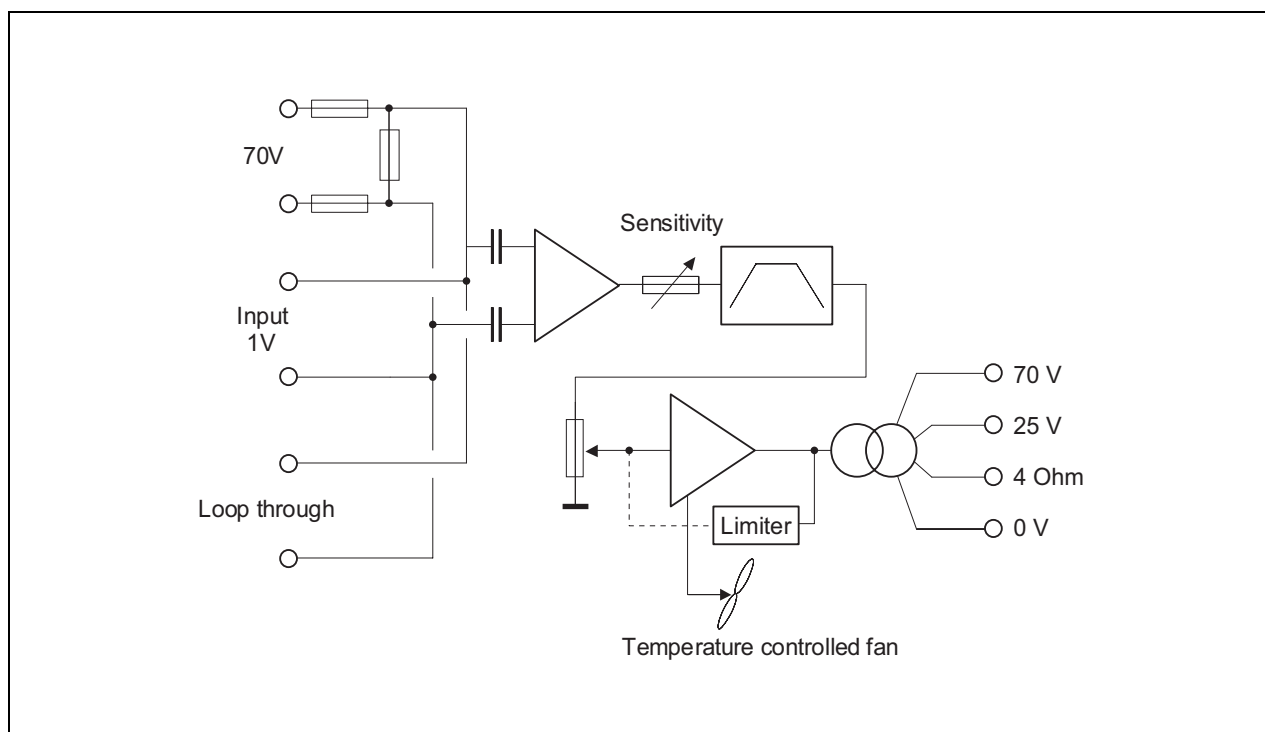 70V
Sensitivity
Input
1V
70 V
25 V
4 Ohm
0 V
Loop through
Limiter
Temperature controlled fan